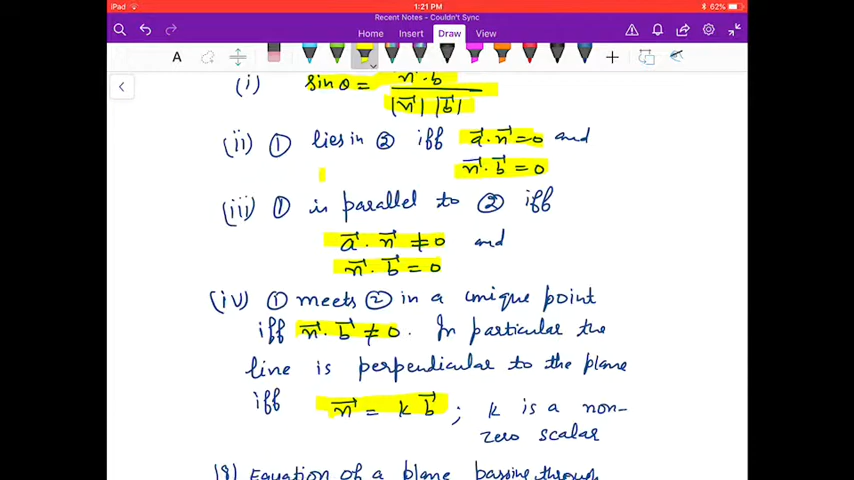 iPad
1:21 PM
62%
Recent Notes - Couldn't Sync
Home Insert Draw View
A
(i) sin θ = n⃗ · b⃗
|n⃗| |b⃗|
(ii) ① lies in ② iff a⃗ · n⃗ = 0 and
n⃗ · b⃗ = 0
(iii) ① is parallel to ② iff
a⃗ · n⃗ ≠ 0 and
n⃗ · b⃗ = 0
(iv) ① meets ② in a unique point
iff n⃗ · b⃗ ≠ 0. In particular the
line is perpendicular to the plane
iff n⃗ = k b⃗ ; k is a non-
zero scalar
18) Equation of a plane passing through